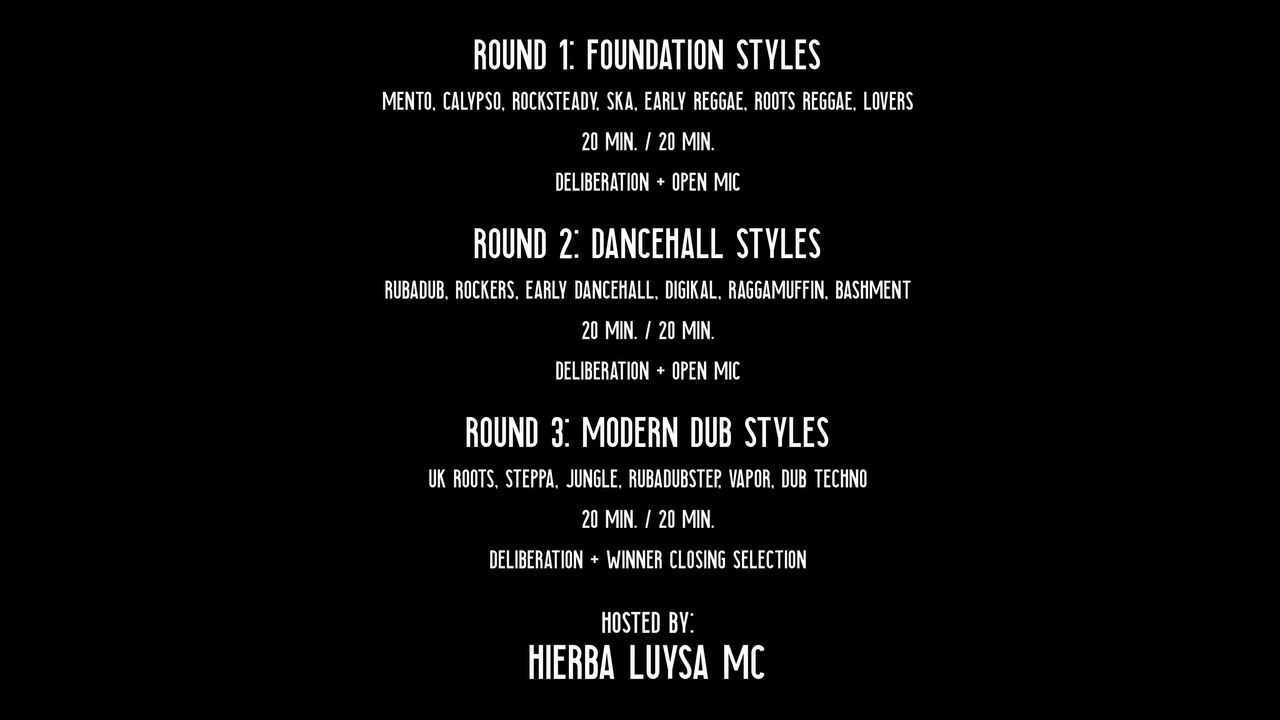 ROUND 1: FOUNDATION STYLES
MENTO, CALYPSO, ROCKSTEADY, SKA, EARLY REGGAE, ROOTS REGGAE, LOVERS
20 MIN. / 20 MIN.
DELIBERATION + OPEN MIC
ROUND 2: DANCEHALL STYLES
RUBADUB, ROCKERS, EARLY DANCEHALL, DIGIKAL, RAGGAMUFFIN, BASHMENT
20 MIN. / 20 MIN.
DELIBERATION + OPEN MIC
ROUND 3: MODERN DUB STYLES
UK ROOTS, STEPPA, JUNGLE, RUBADUBSTEP, VAPOR, DUB TECHNO
20 MIN. / 20 MIN.
DELIBERATION + WINNER CLOSING SELECTION
HOSTED BY:
HIERBA LUYSA MC